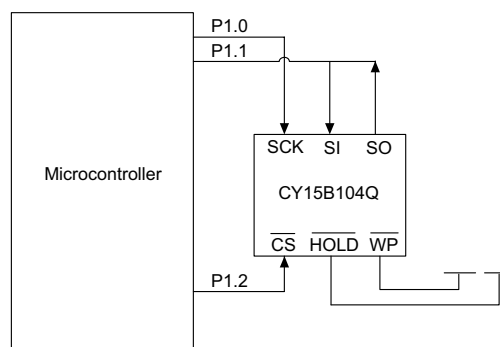 P1.0
P1.1
SCK SI SO
Microcontroller
CY15B104Q
CS HOLD WP
P1.2